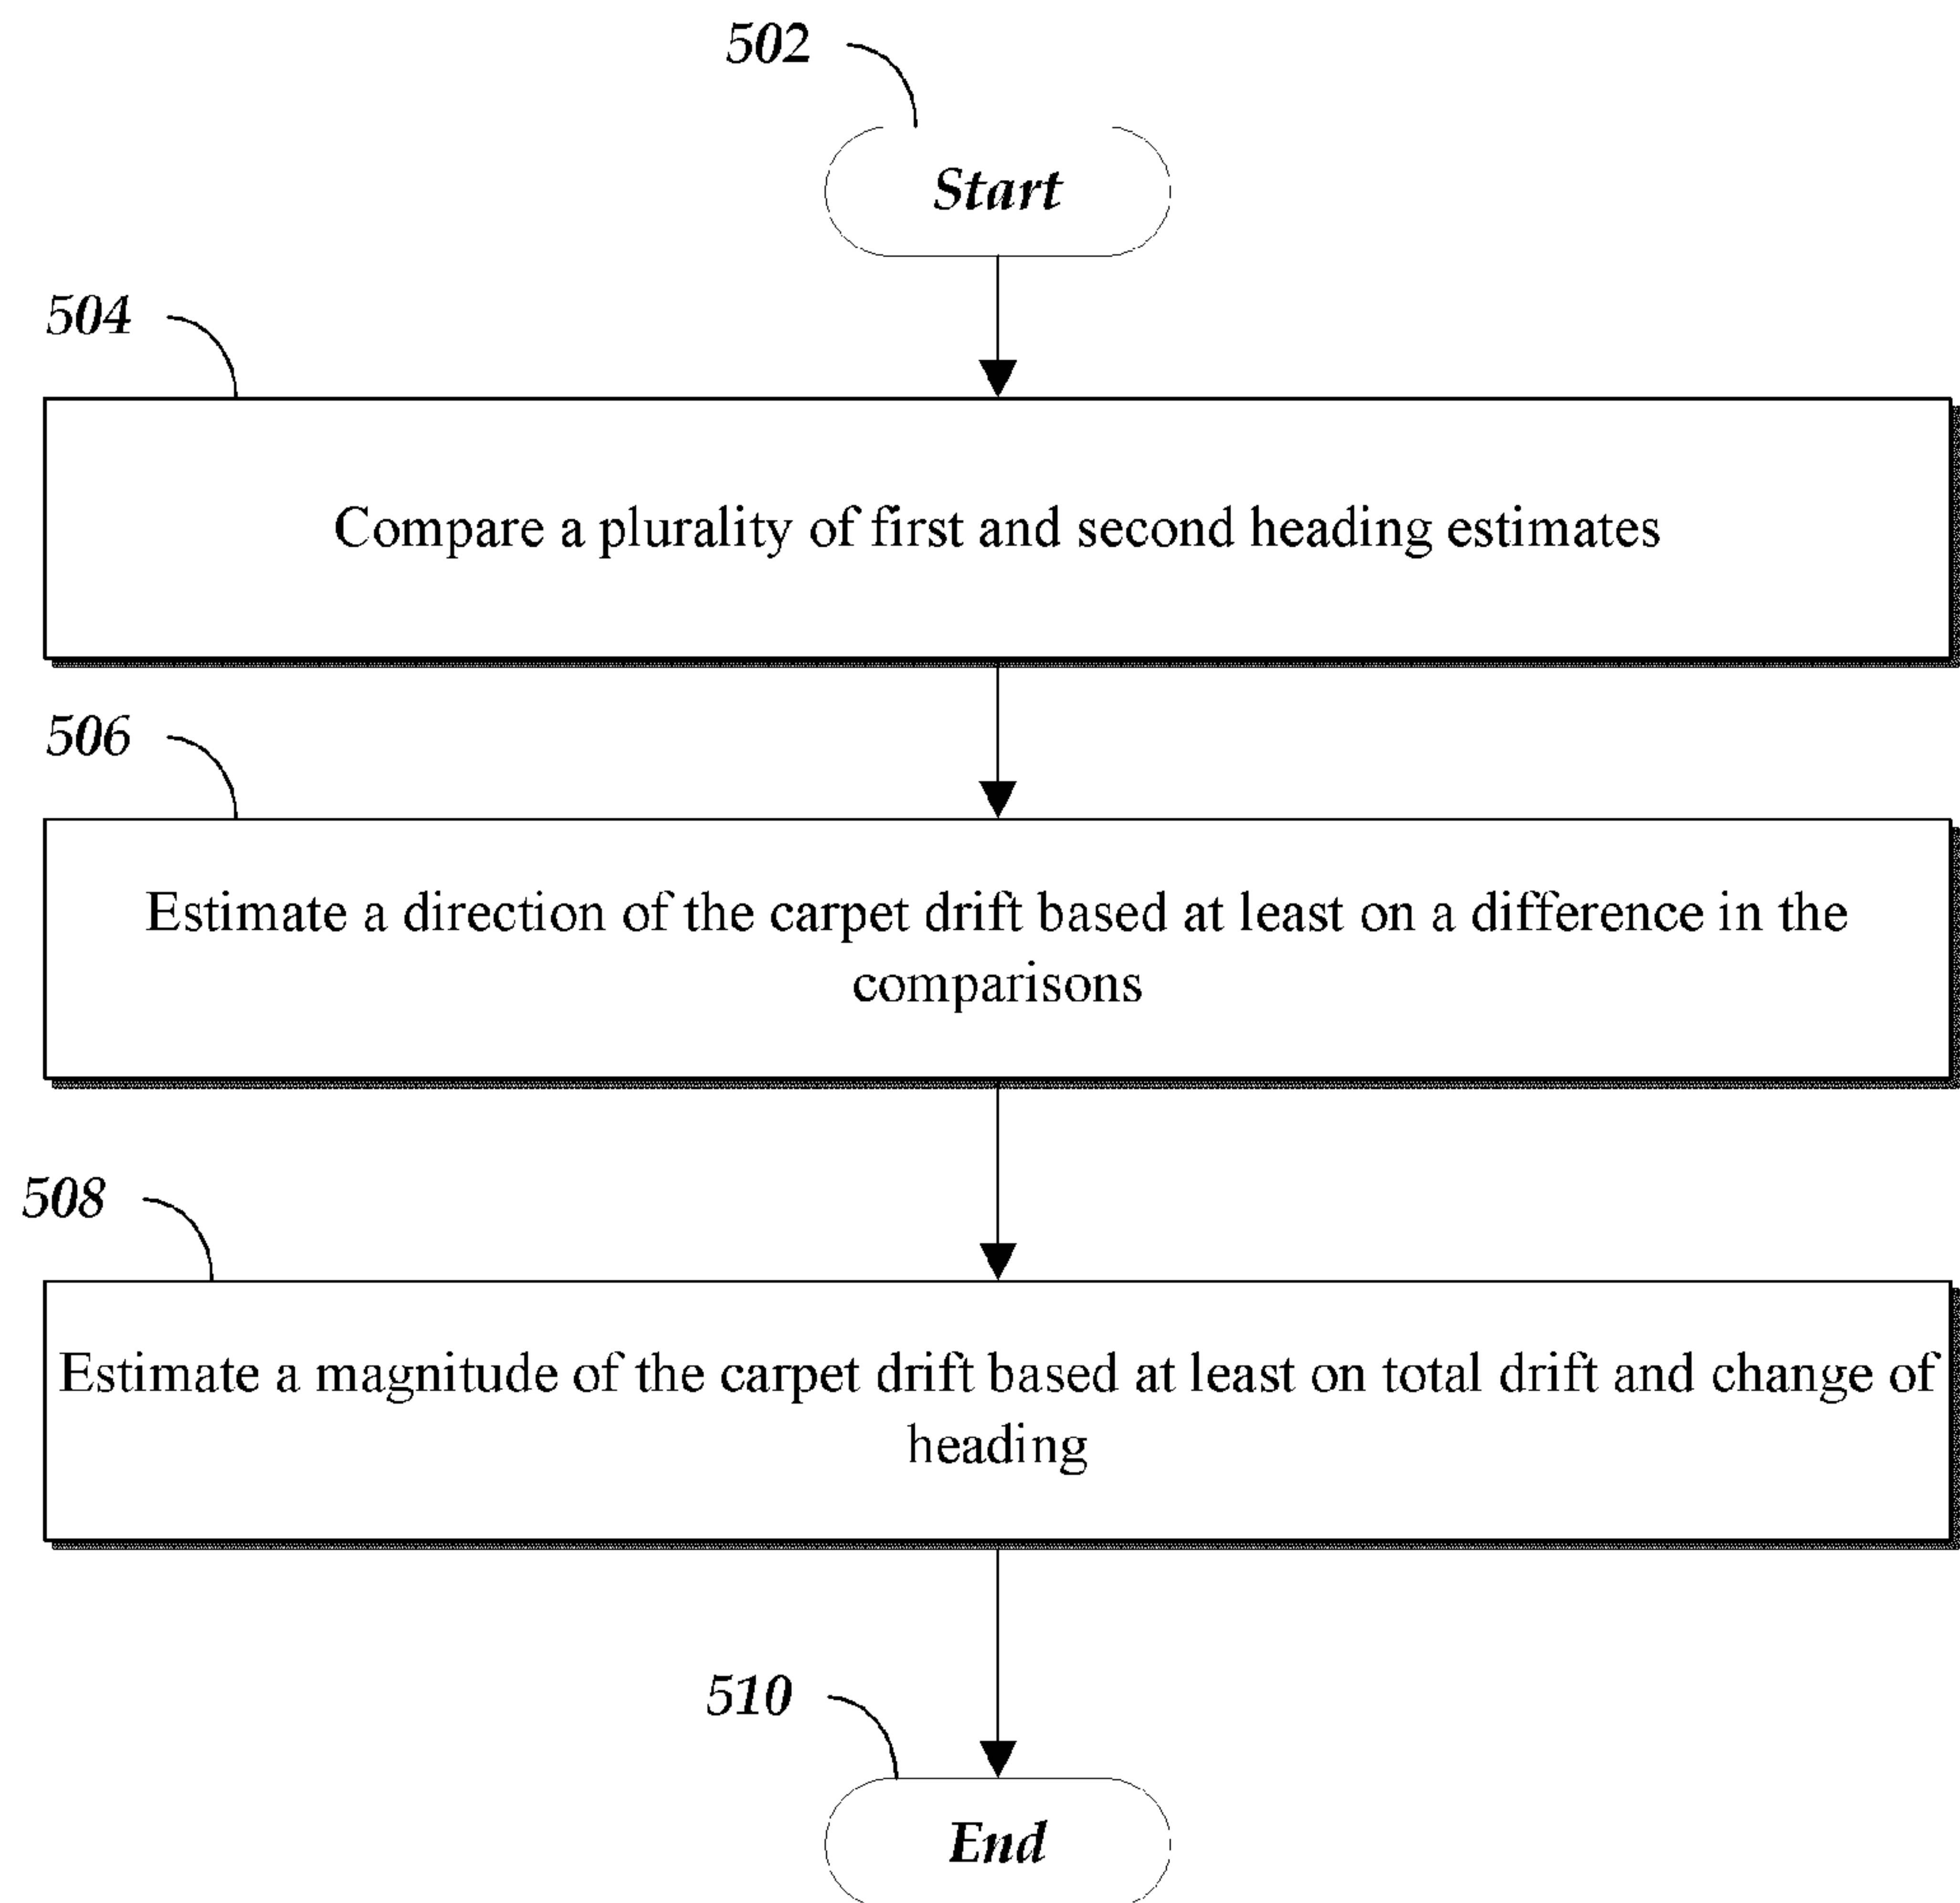 502
Start
504
Compare a plurality of first and second heading estimates
506
Estimate a direction of the carpet drift based at least on a difference in the
comparisons
508
Estimate a magnitude of the carpet drift based at least on total drift and change of
heading
510
End